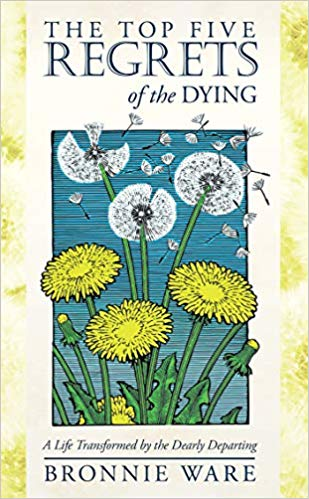 THE TOP FIVE
REGRETS
of the DYING
A Life Transformed by the Dearly Departing
BRONNIE WARE